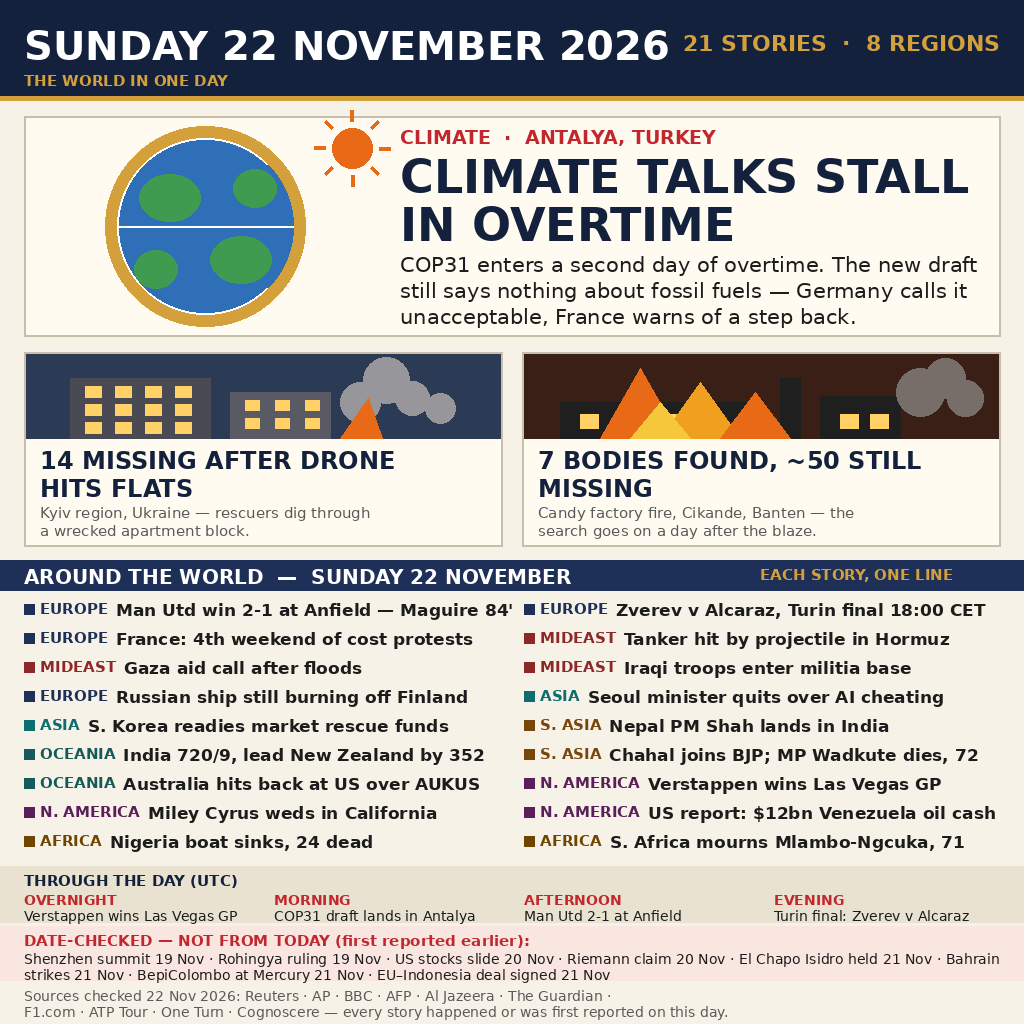 SUNDAY 22 NOVEMBER 2026
21 STORIES · 8 REGIONS
THE WORLD IN ONE DAY
CLIMATE · ANTALYA, TURKEY
CLIMATE TALKS STALL
IN OVERTIME
COP31 enters a second day of overtime. The new draft
still says nothing about fossil fuels — Germany calls it
unacceptable, France warns of a step back.
14 MISSING AFTER DRONE
HITS FLATS
Kyiv region, Ukraine — rescuers dig through
a wrecked apartment block.
7 BODIES FOUND, ~50 STILL
MISSING
Candy factory fire, Cikande, Banten — the
search goes on a day after the blaze.
AROUND THE WORLD — SUNDAY 22 NOVEMBER
EACH STORY, ONE LINE
EUROPE Man Utd win 2-1 at Anfield — Maguire 84'
EUROPE Zverev v Alcaraz, Turin final 18:00 CET
EUROPE France: 4th weekend of cost protests
MIDEAST Tanker hit by projectile in Hormuz
MIDEAST Gaza aid call after floods
MIDEAST Iraqi troops enter militia base
EUROPE Russian ship still burning off Finland
ASIA Seoul minister quits over AI cheating
ASIA S. Korea readies market rescue funds
S. ASIA Nepal PM Shah lands in India
OCEANIA India 720/9, lead New Zealand by 352
S. ASIA Chahal joins BJP; MP Wadkute dies, 72
OCEANIA Australia hits back at US over AUKUS
N. AMERICA Verstappen wins Las Vegas GP
N. AMERICA Miley Cyrus weds in California
N. AMERICA US report: $12bn Venezuela oil cash
AFRICA Nigeria boat sinks, 24 dead
AFRICA S. Africa mourns Mlambo-Ngcuka, 71
THROUGH THE DAY (UTC)
OVERNIGHT
Verstappen wins Las Vegas GP
MORNING
COP31 draft lands in Antalya
AFTERNOON
Man Utd 2-1 at Anfield
EVENING
Turin final: Zverev v Alcaraz
DATE-CHECKED — NOT FROM TODAY (first reported earlier):
Shenzhen summit 19 Nov · Rohingya ruling 19 Nov · US stocks slide 20 Nov · Riemann claim 20 Nov · El Chapo Isidro held 21 Nov · Bahrain
strikes 21 Nov · BepiColombo at Mercury 21 Nov · EU–Indonesia deal signed 21 Nov
Sources checked 22 Nov 2026: Reuters · AP · BBC · AFP · Al Jazeera · The Guardian ·
F1.com · ATP Tour · One Turn · Cognoscere — every story happened or was first reported on this day.